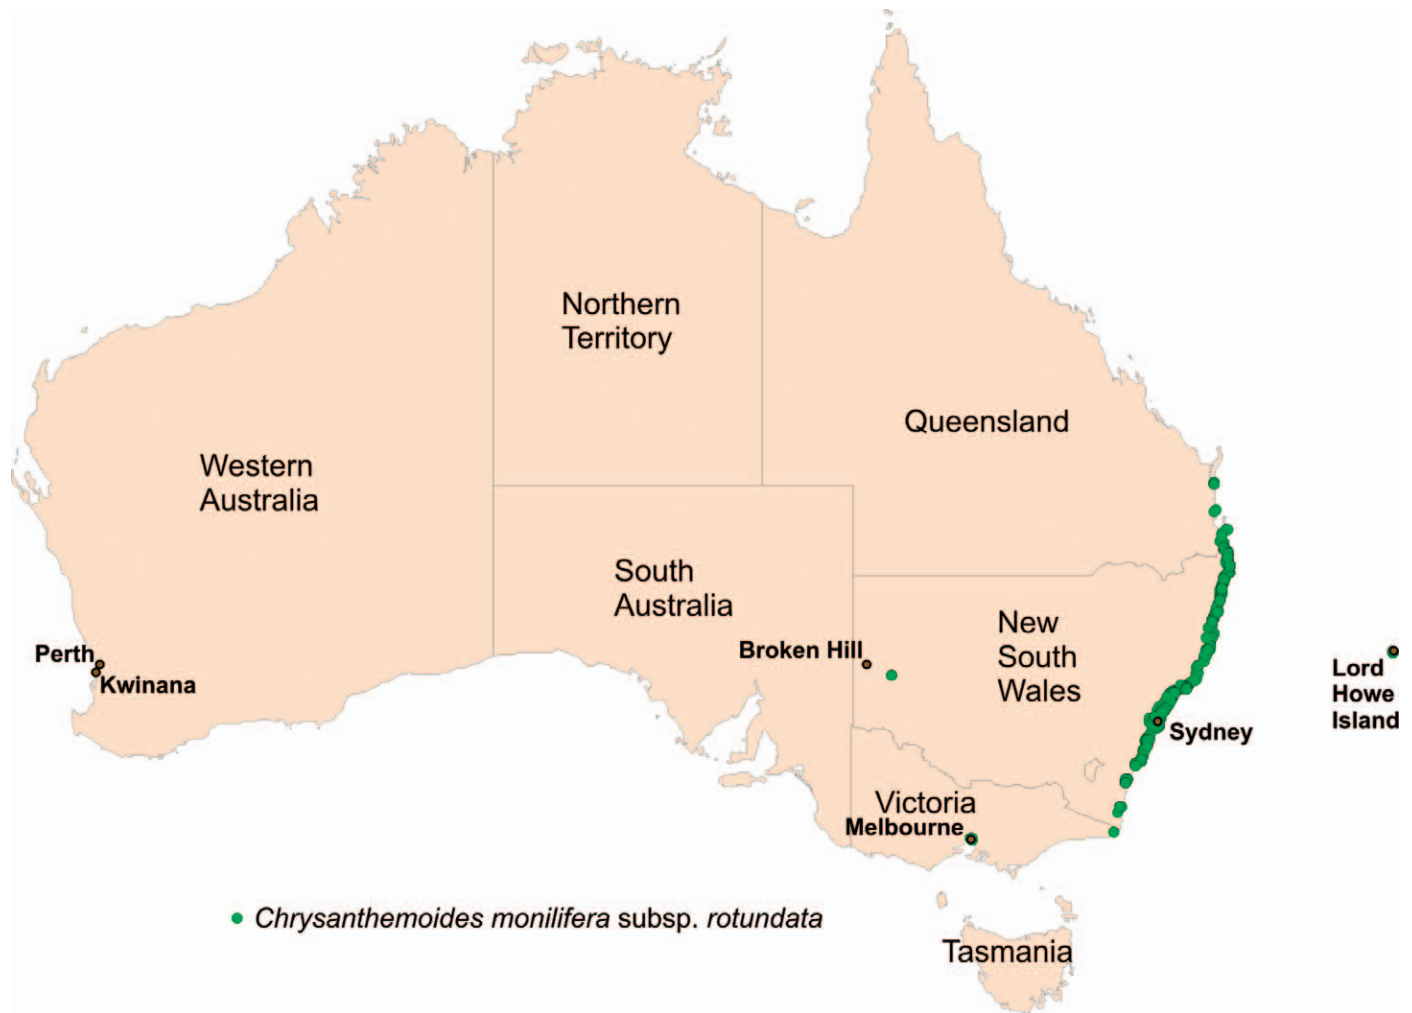 Northern
Territory
Queensland
Western
Australia
South
Australia
New
South
Wales
Perth
Kwinana
Broken Hill
Lord
Howe
Island
Sydney
Victoria
Melbourne
Chrysanthemoides monilifera subsp. rotundata
Tasmania